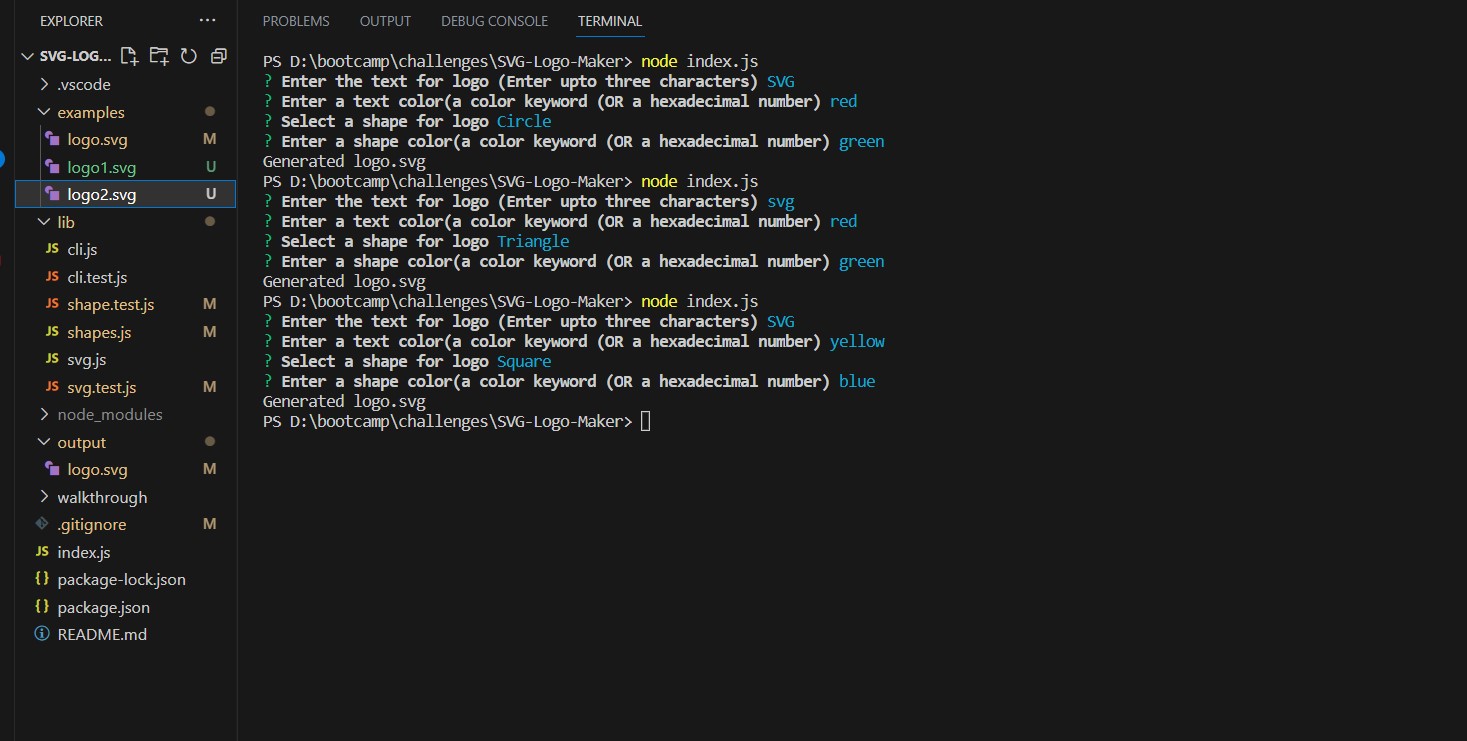 EXPLORER ...
SVG-LOG...
.vscode
examples
logo.svg M
logo1.svg U
logo2.svg U
lib
JS cli.js
JS cli.test.js
JS shape.test.js M
JS shapes.js M
JS svg.js
JS svg.test.js M
node_modules
output
logo.svg M
walkthrough
.gitignore M
JS index.js
{} package-lock.json
{} package.json
README.md
PROBLEMS OUTPUT DEBUG CONSOLE TERMINAL
PS D:\bootcamp\challenges\SVG-Logo-Maker> node index.js
? Enter the text for logo (Enter upto three characters) SVG
? Enter a text color(a color keyword (OR a hexadecimal number) red
? Select a shape for logo Circle
? Enter a shape color(a color keyword (OR a hexadecimal number) green
Generated logo.svg
PS D:\bootcamp\challenges\SVG-Logo-Maker> node index.js
? Enter the text for logo (Enter upto three characters) svg
? Enter a text color(a color keyword (OR a hexadecimal number) red
? Select a shape for logo Triangle
? Enter a shape color(a color keyword (OR a hexadecimal number) green
Generated logo.svg
PS D:\bootcamp\challenges\SVG-Logo-Maker> node index.js
? Enter the text for logo (Enter upto three characters) SVG
? Enter a text color(a color keyword (OR a hexadecimal number) yellow
? Select a shape for logo Square
? Enter a shape color(a color keyword (OR a hexadecimal number) blue
Generated logo.svg
PS D:\bootcamp\challenges\SVG-Logo-Maker>